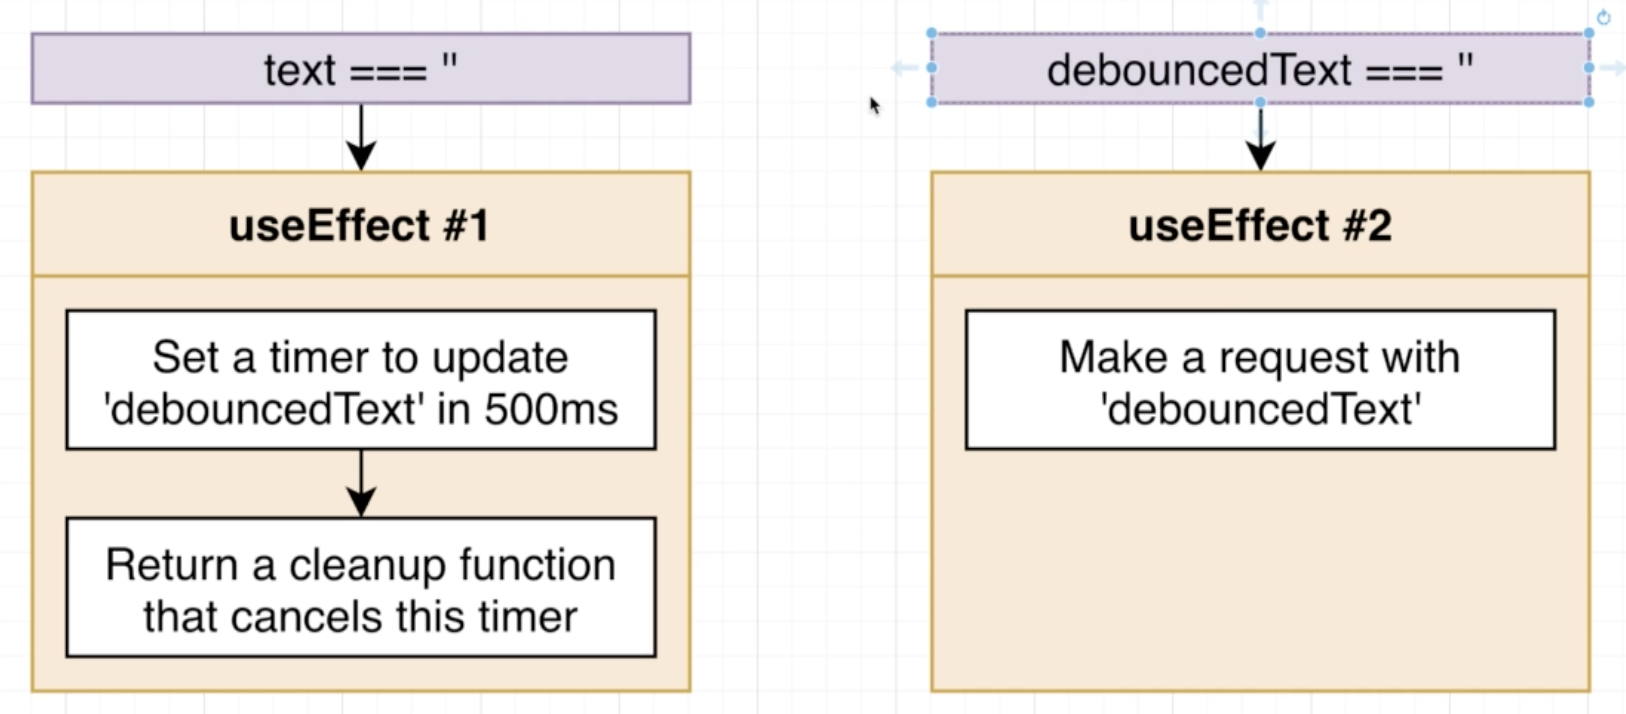 text === ''
debouncedText === ''
useEffect #1
useEffect #2
Set a timer to update
'debouncedText' in 500ms
Make a request with
'debouncedText'
Return a cleanup function
that cancels this timer